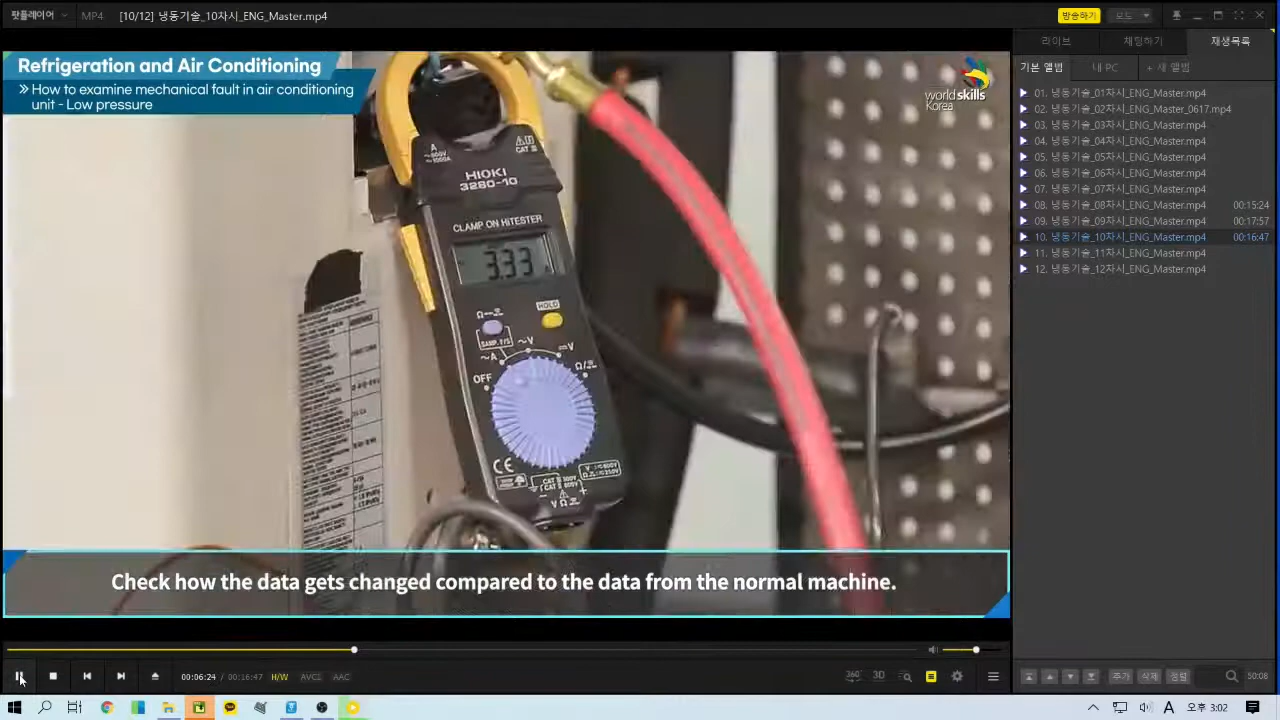 팟플레이어
MP4
[10/12] 냉동기술_10차시_ENG_Master.mp4
방송하기
모드
Refrigeration and Air Conditioning
» How to examine mechanical fault in air conditioning
unit - Low pressure
worldskills
Korea
A
~600V
~1000A
CAT III
HIOKI
3280-10
CLAMP ON HiTESTER
3.33
HOLD
~A
~V
⎓V
OFF
CE
Check how the data gets changed compared to the data from the normal machine.
라이브
채팅하기
재생목록
기본 앨범
내 PC
+ 새 앨범
01. 냉동기술_01차시_ENG_Master.mp4
02. 냉동기술_02차시_ENG_Master_0617.mp4
03. 냉동기술_03차시_ENG_Master.mp4
04. 냉동기술_04차시_ENG_Master.mp4
05. 냉동기술_05차시_ENG_Master.mp4
06. 냉동기술_06차시_ENG_Master.mp4
07. 냉동기술_07차시_ENG_Master.mp4
08. 냉동기술_08차시_ENG_Master.mp4 00:15:24
09. 냉동기술_09차시_ENG_Master.mp4 00:17:57
10. 냉동기술_10차시_ENG_Master.mp4 00:16:47
11. 냉동기술_11차시_ENG_Master.mp4
12. 냉동기술_12차시_ENG_Master.mp4
00:06:24 / 00:16:47 H/W AVC1 AAC
360° 3D
추가 삭제 정렬
50:08
A 오후 3:02